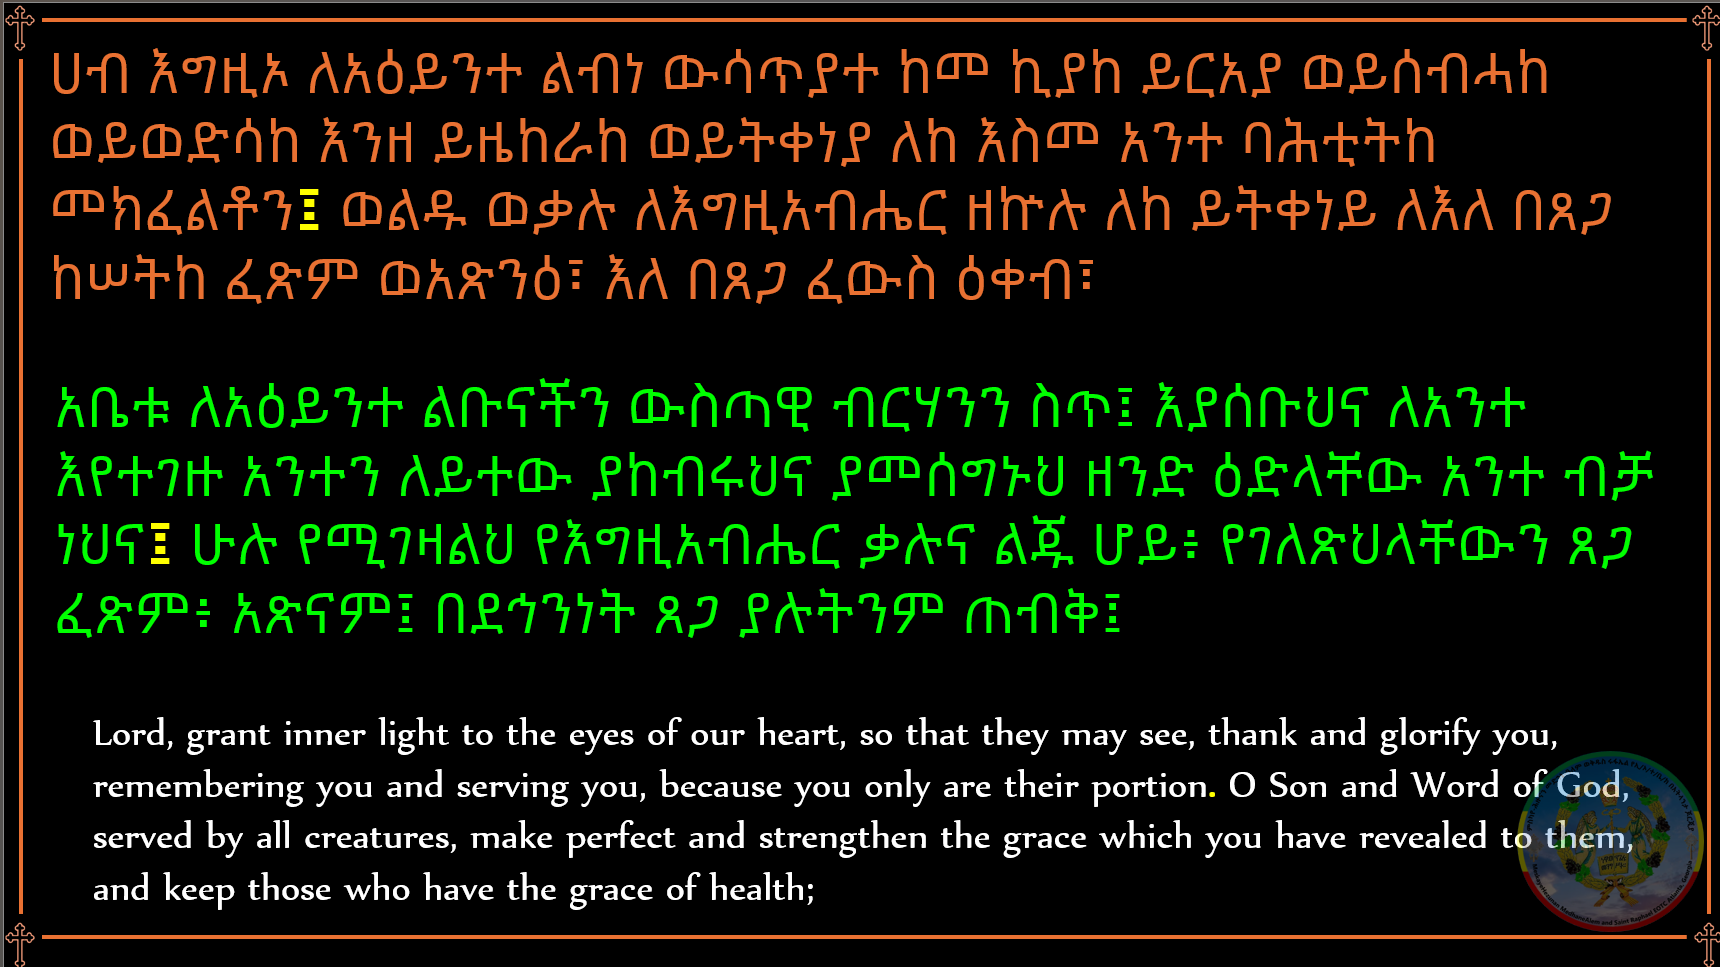 ሀብ እግዚኦ ለአዕይንተ ልብነ ውሳጥያተ ከመ ኪያከ ይርአያ ወይሰብሓከ
ወይወድሳከ እንዘ ይዜከራከ ወይትቀነያ ለከ እስመ አንተ ባሕቲትከ
መክፈልቶን፤ ወልዱ ወቃሉ ለእግዚአብሔር ዘኵሉ ለከ ይትቀነይ ለእለ በጸጋ
ከሠትከ ፈጽም ወአጽንዕ፣ እለ በጸጋ ፈውስ ዕቀብ፣
አቤቱ ለአዕይንተ ልቡናችን ውስጣዊ ብርሃንን ስጥ፤ እያሰቡህና ለአንተ
እየተገዙ አንተን ለይተው ያከብሩህና ያመሰግኑህ ዘንድ ዕድላቸው አንተ ብቻ
ነህና፤ ሁሉ የሚገዛልህ የእግዚአብሔር ቃሉና ልጁ ሆይ፥ የገለጽህላቸውን ጸጋ
ፈጽም፥ አጽናም፤ በደኅንነት ጸጋ ያሉትንም ጠብቅ፤
Lord, grant inner light to the eyes of our heart, so that they may see, thank and glorify you,
remembering you and serving you, because you only are their portion. O Son and Word of God,
served by all creatures, make perfect and strengthen the grace which you have revealed to them,
and keep those who have the grace of health;